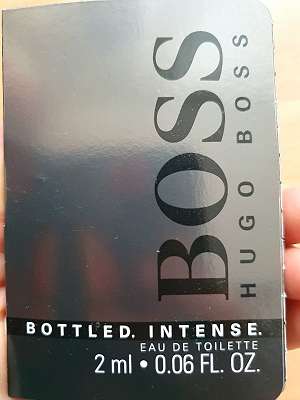 BOSS
HUGO BOSS
BOTTLED. INTENSE.
EAU DE TOILETTE
2 ml • 0.06 FL. OZ.